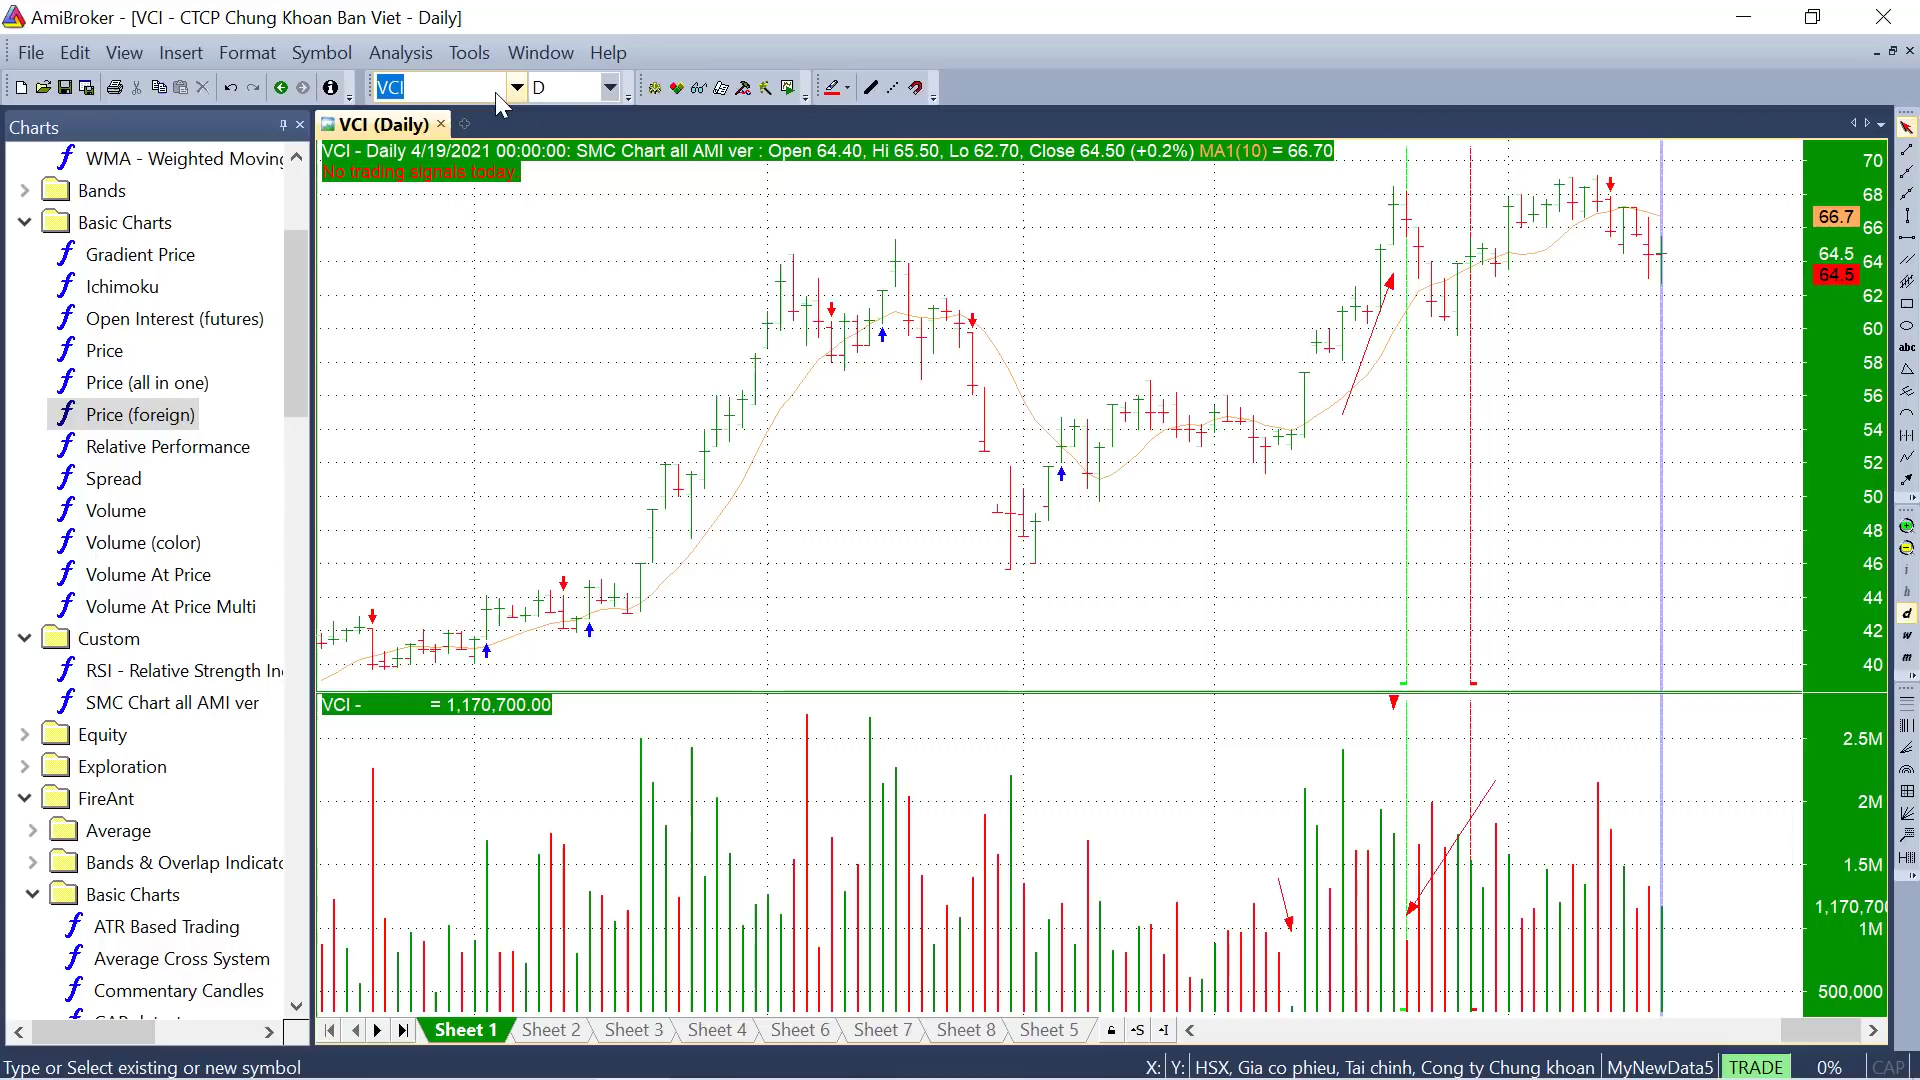 AmiBroker - [VCI - CTCP Chung Khoan Ban Viet - Daily]
File Edit View Insert Format Symbol Analysis Tools Window Help
VCI D
Charts
VCI (Daily)
VCI - Daily 4/19/2021 00:00:00: SMC Chart all AMI ver : Open 64.40, Hi 65.50, Lo 62.70, Close 64.50 (+0.2%) MA1(10) = 66.70
No trading signals today.
WMA - Weighted Moving
Bands
Basic Charts
Gradient Price
Ichimoku
Open Interest (futures)
Price
Price (all in one)
Price (foreign)
Relative Performance
Spread
Volume
Volume (color)
Volume At Price
Volume At Price Multi
Custom
RSI - Relative Strength In
SMC Chart all AMI ver
Equity
Exploration
FireAnt
Average
Bands & Overlap Indicato
Basic Charts
ATR Based Trading
Average Cross System
Commentary Candles
70
68
66.7
66
64.5
64
64.5
62
60
58
56
54
52
50
48
46
44
42
40
VCI - = 1,170,700.00
2.5M
2M
1.5M
1,170,700
1M
500,000
abc
i
h
d
w
m
Sheet 1 Sheet 2 Sheet 3 Sheet 4 Sheet 6 Sheet 7 Sheet 8 Sheet 5
Type or Select existing or new symbol
X: Y: HSX, Gia co phieu, Tai chinh, Cong ty Chung khoan MyNewData5 TRADE 0% CAP